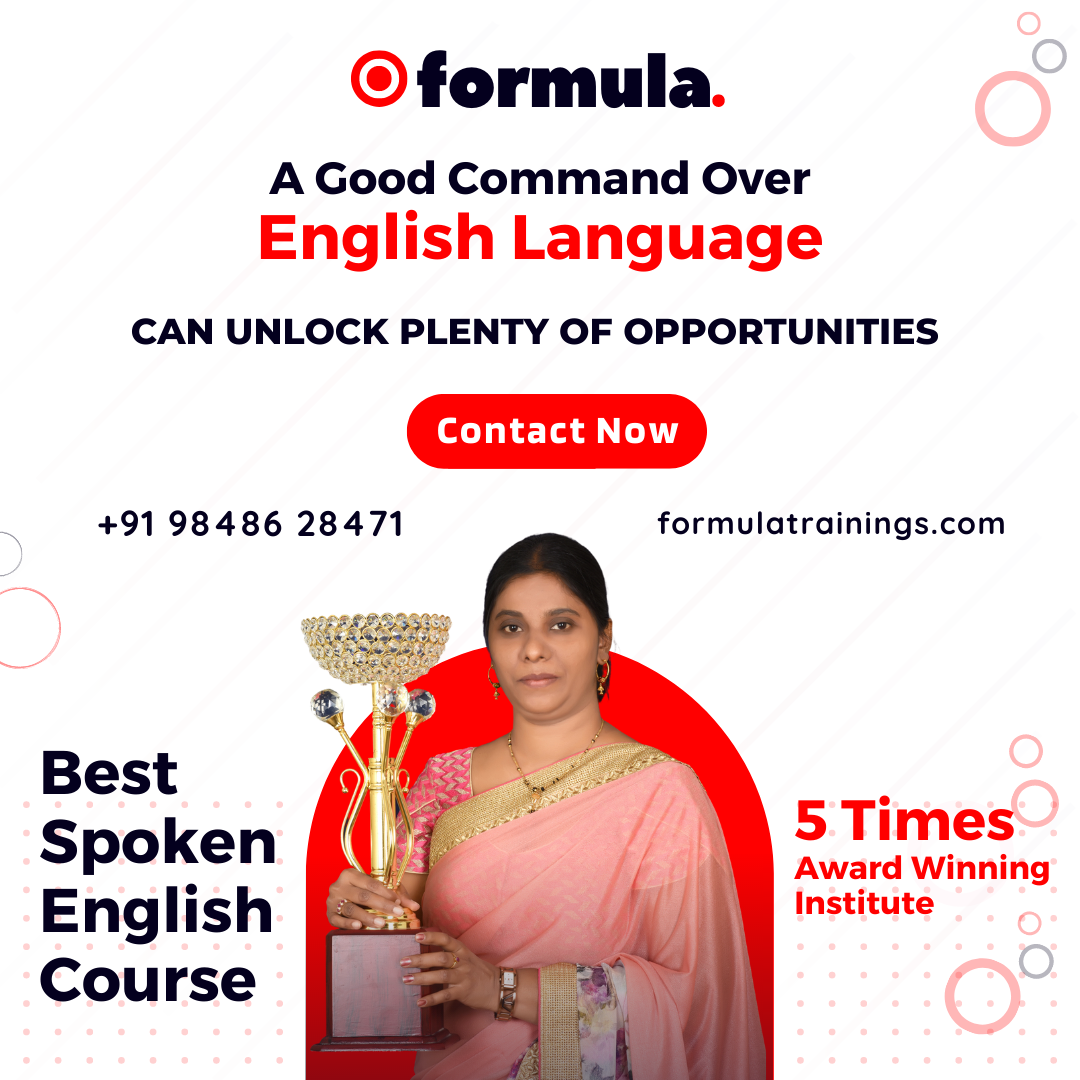 formula.
A Good Command Over
English Language
CAN UNLOCK PLENTY OF OPPORTUNITIES
Contact Now
+91 98486 28471
formulatrainings.com
Best
Spoken
English
Course
5 Times
Award Winning
Institute